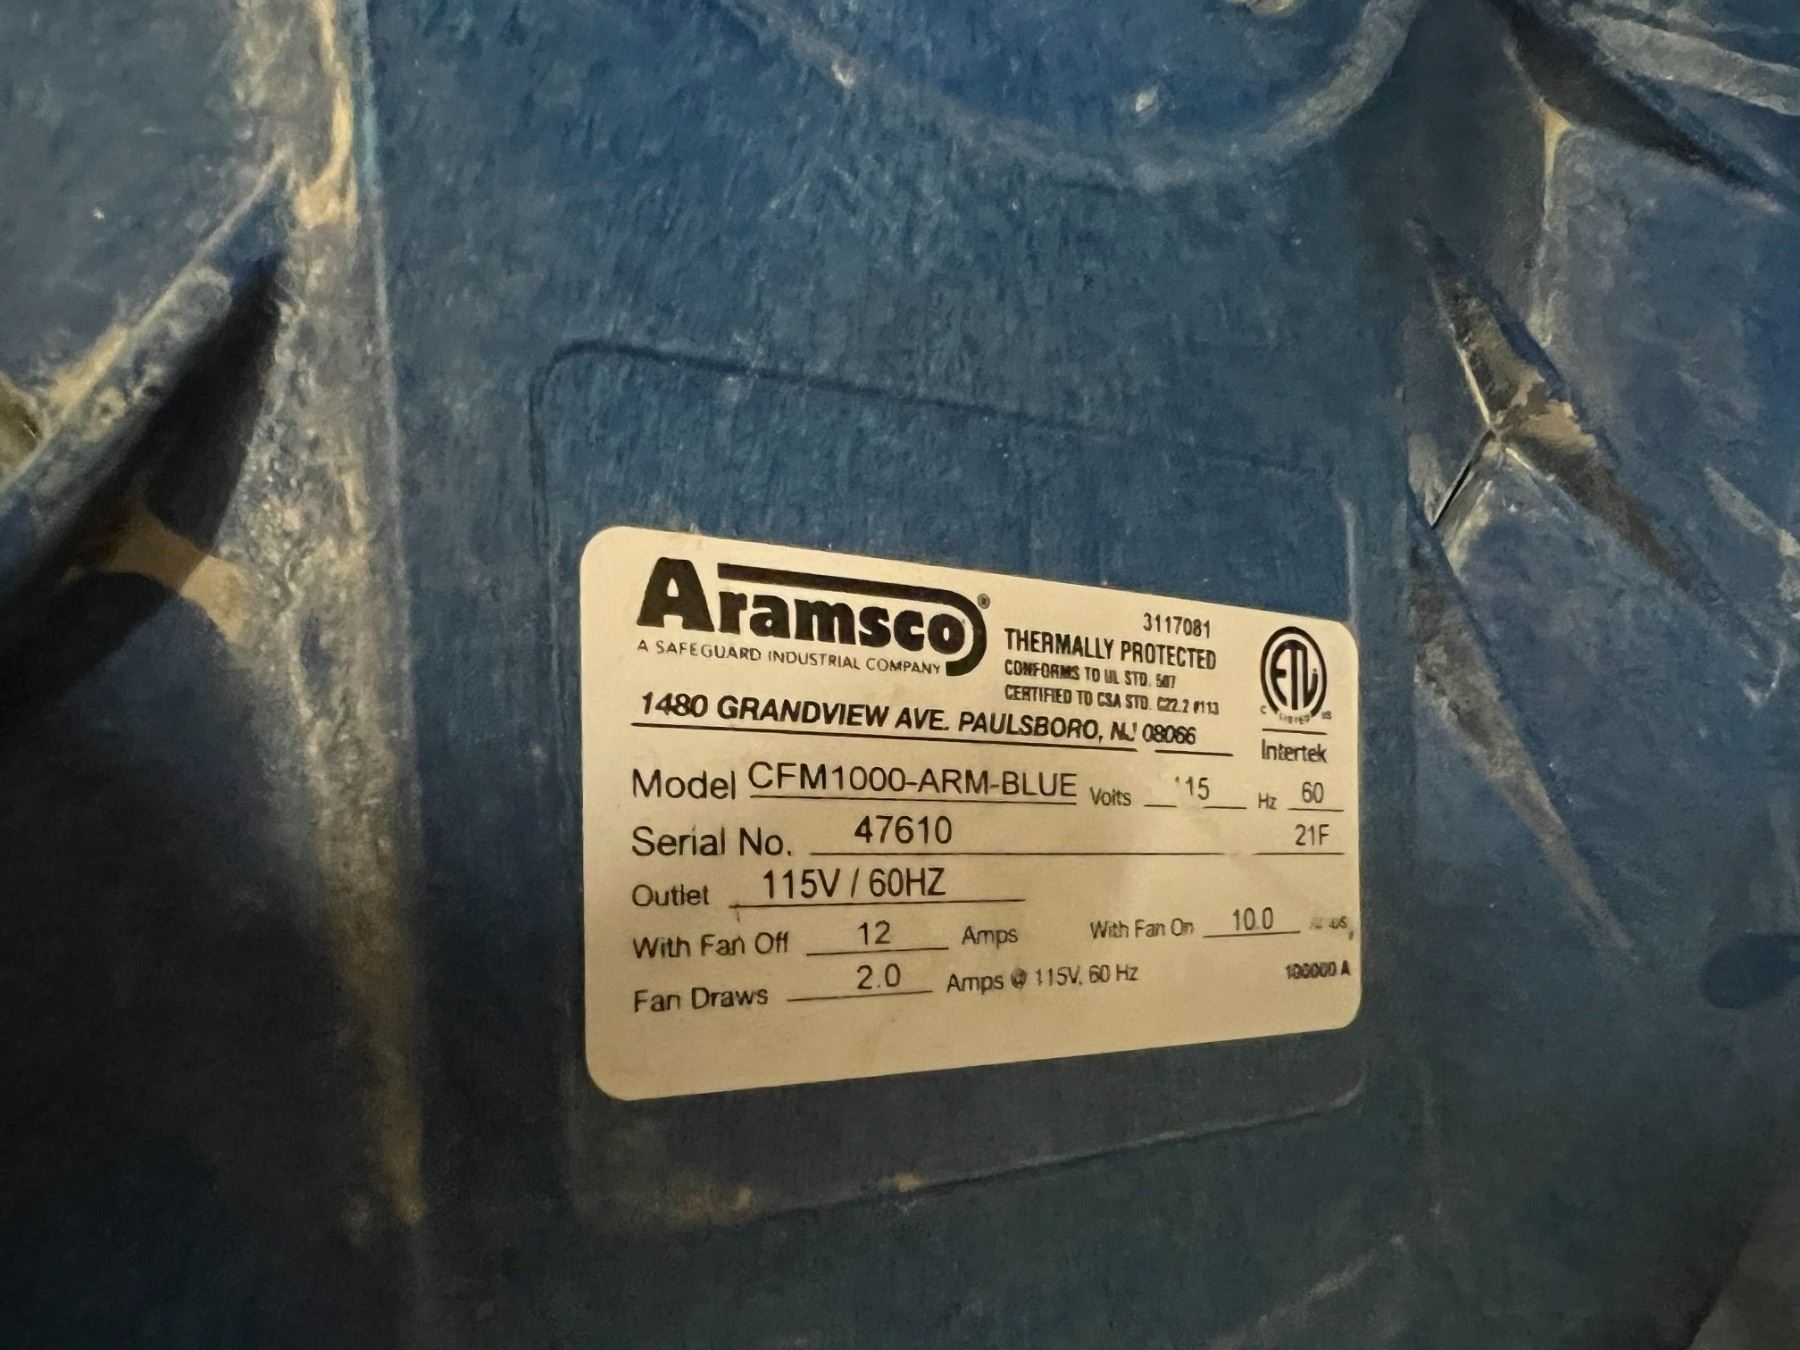 Aramsco®
A SAFEGUARD INDUSTRIAL COMPANY
3117081
THERMALLY PROTECTED
CONFORMS TO UL STD. 507
CERTIFIED TO CSA STD. C22.2 #113
ETL
C LISTED US
Intertek
1480 GRANDVIEW AVE. PAULSBORO, NJ 08066
Model CFM1000-ARM-BLUE Volts 115 Hz 60
Serial No. 47610 21F
Outlet 115V / 60HZ
With Fan Off 12 Amps With Fan On 10.0
Fan Draws 2.0 Amps @ 115V, 60 Hz